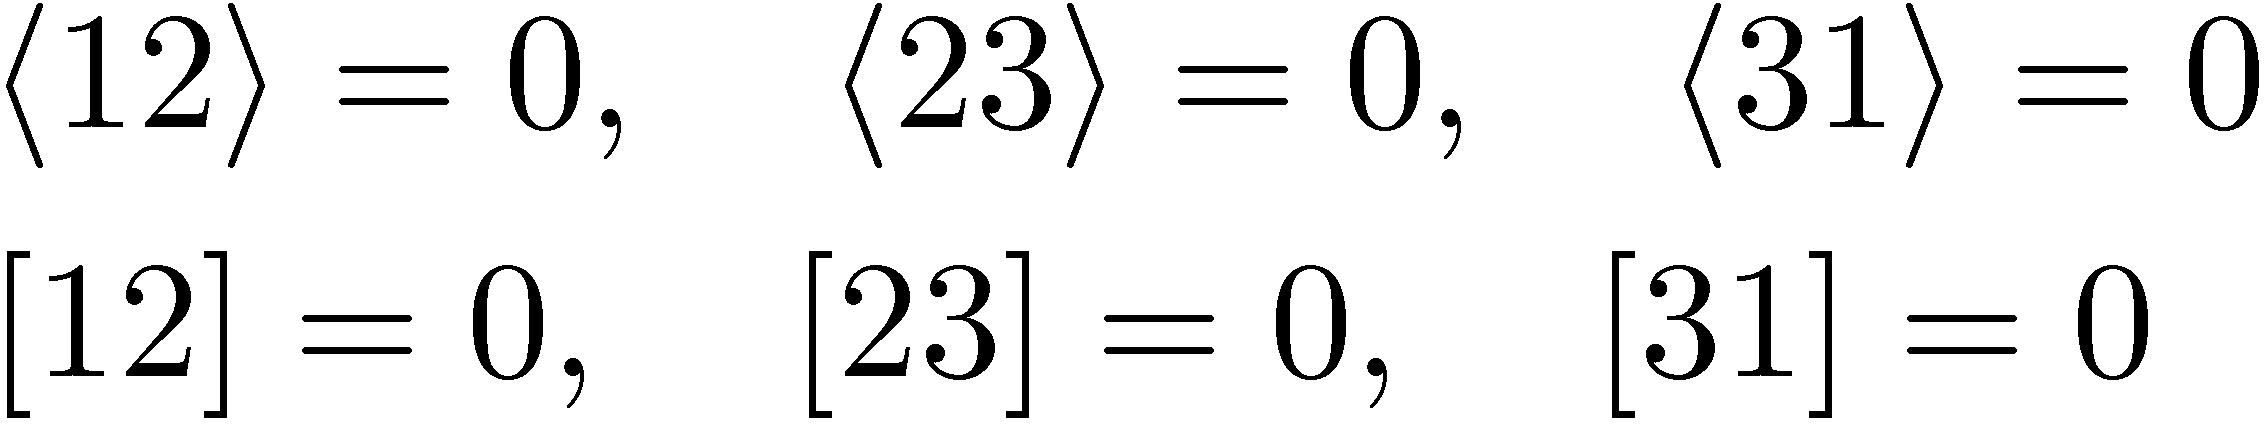 ⟨12⟩ = 0, ⟨23⟩ = 0, ⟨31⟩ = 0
[12] = 0, [23] = 0, [31] = 0